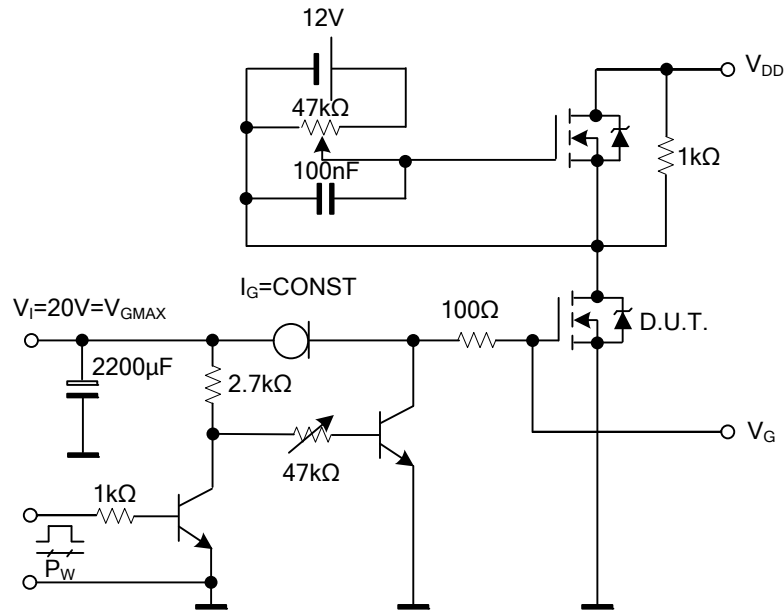 12V
V_DD
47kΩ
100nF
1kΩ
I_G=CONST
V_I=20V=V_GMAX
100Ω
D.U.T.
2200μF
2.7kΩ
V_G
47kΩ
1kΩ
P_W